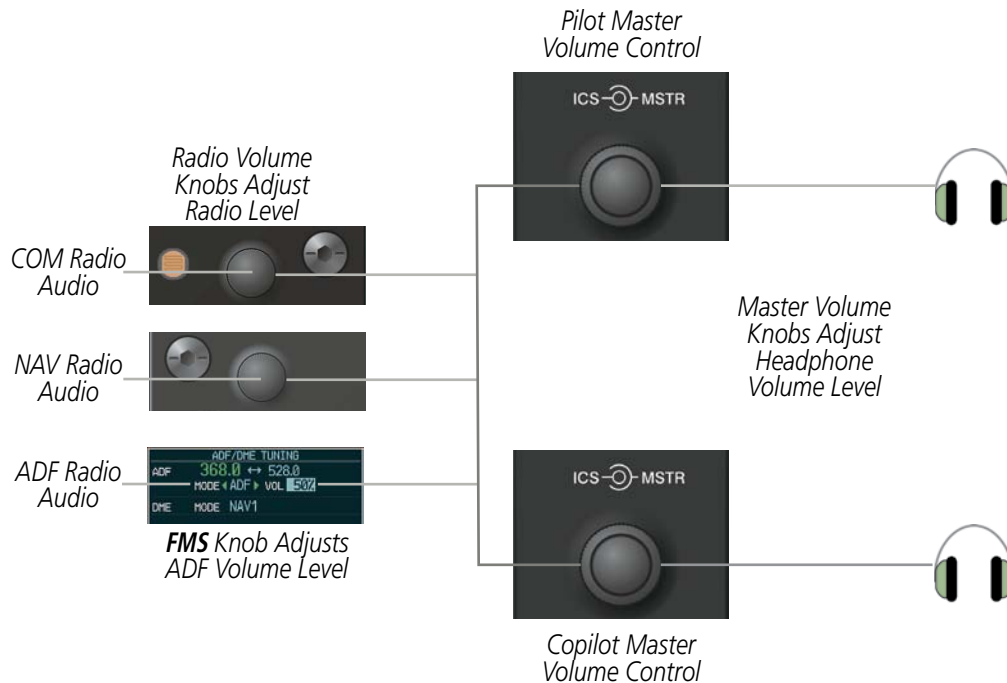 Pilot Master
Volume Control
ICS MSTR
Radio Volume
Knobs Adjust
Radio Level
COM Radio
Audio
NAV Radio
Audio
ADF Radio
Audio
ADF/DME TUNING
ADF 368.0 ↔ 528.0
MODE ◄ ADF ► VOL 50%
DME MODE NAV1
FMS Knob Adjusts
ADF Volume Level
Master Volume
Knobs Adjust
Headphone
Volume Level
ICS MSTR
Copilot Master
Volume Control